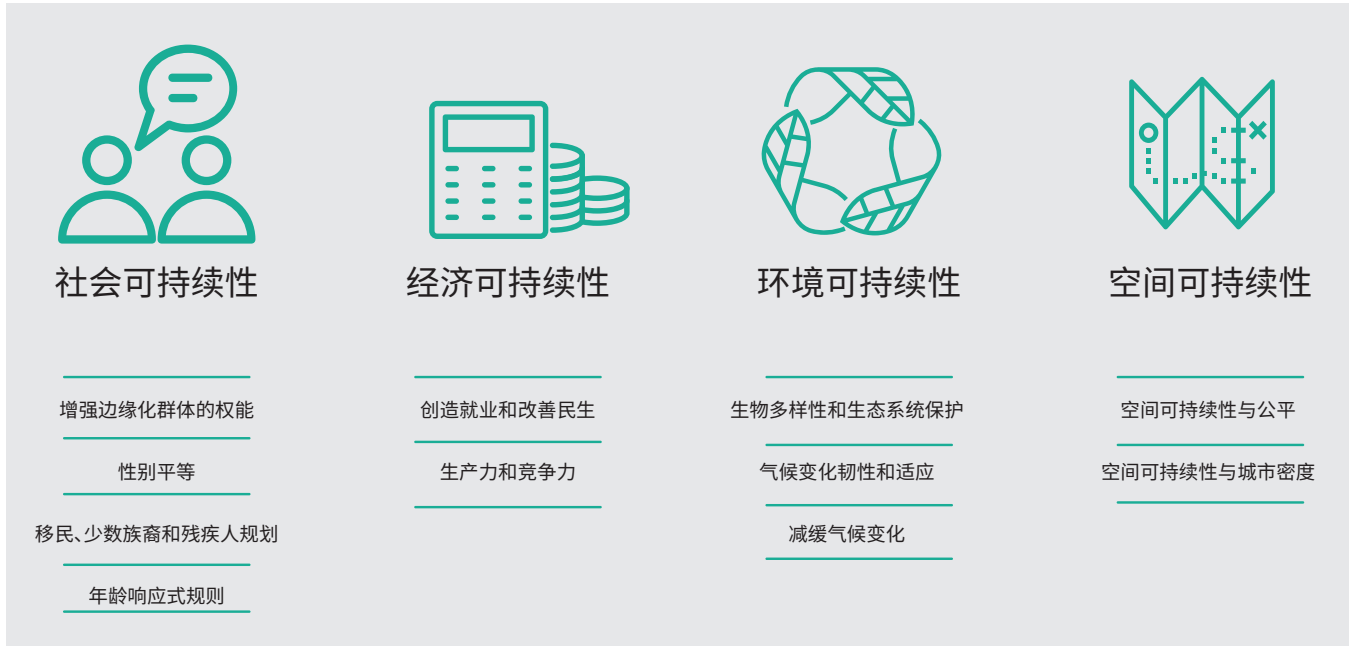 社会可持续性
经济可持续性
环境可持续性
空间可持续性
增强边缘化群体的权能
性别平等
移民、少数族裔和残疾人规划
年龄响应式规则
创造就业和改善民生
生产力和竞争力
生物多样性和生态系统保护
气候变化韧性和适应
减缓气候变化
空间可持续性与公平
空间可持续性与城市密度